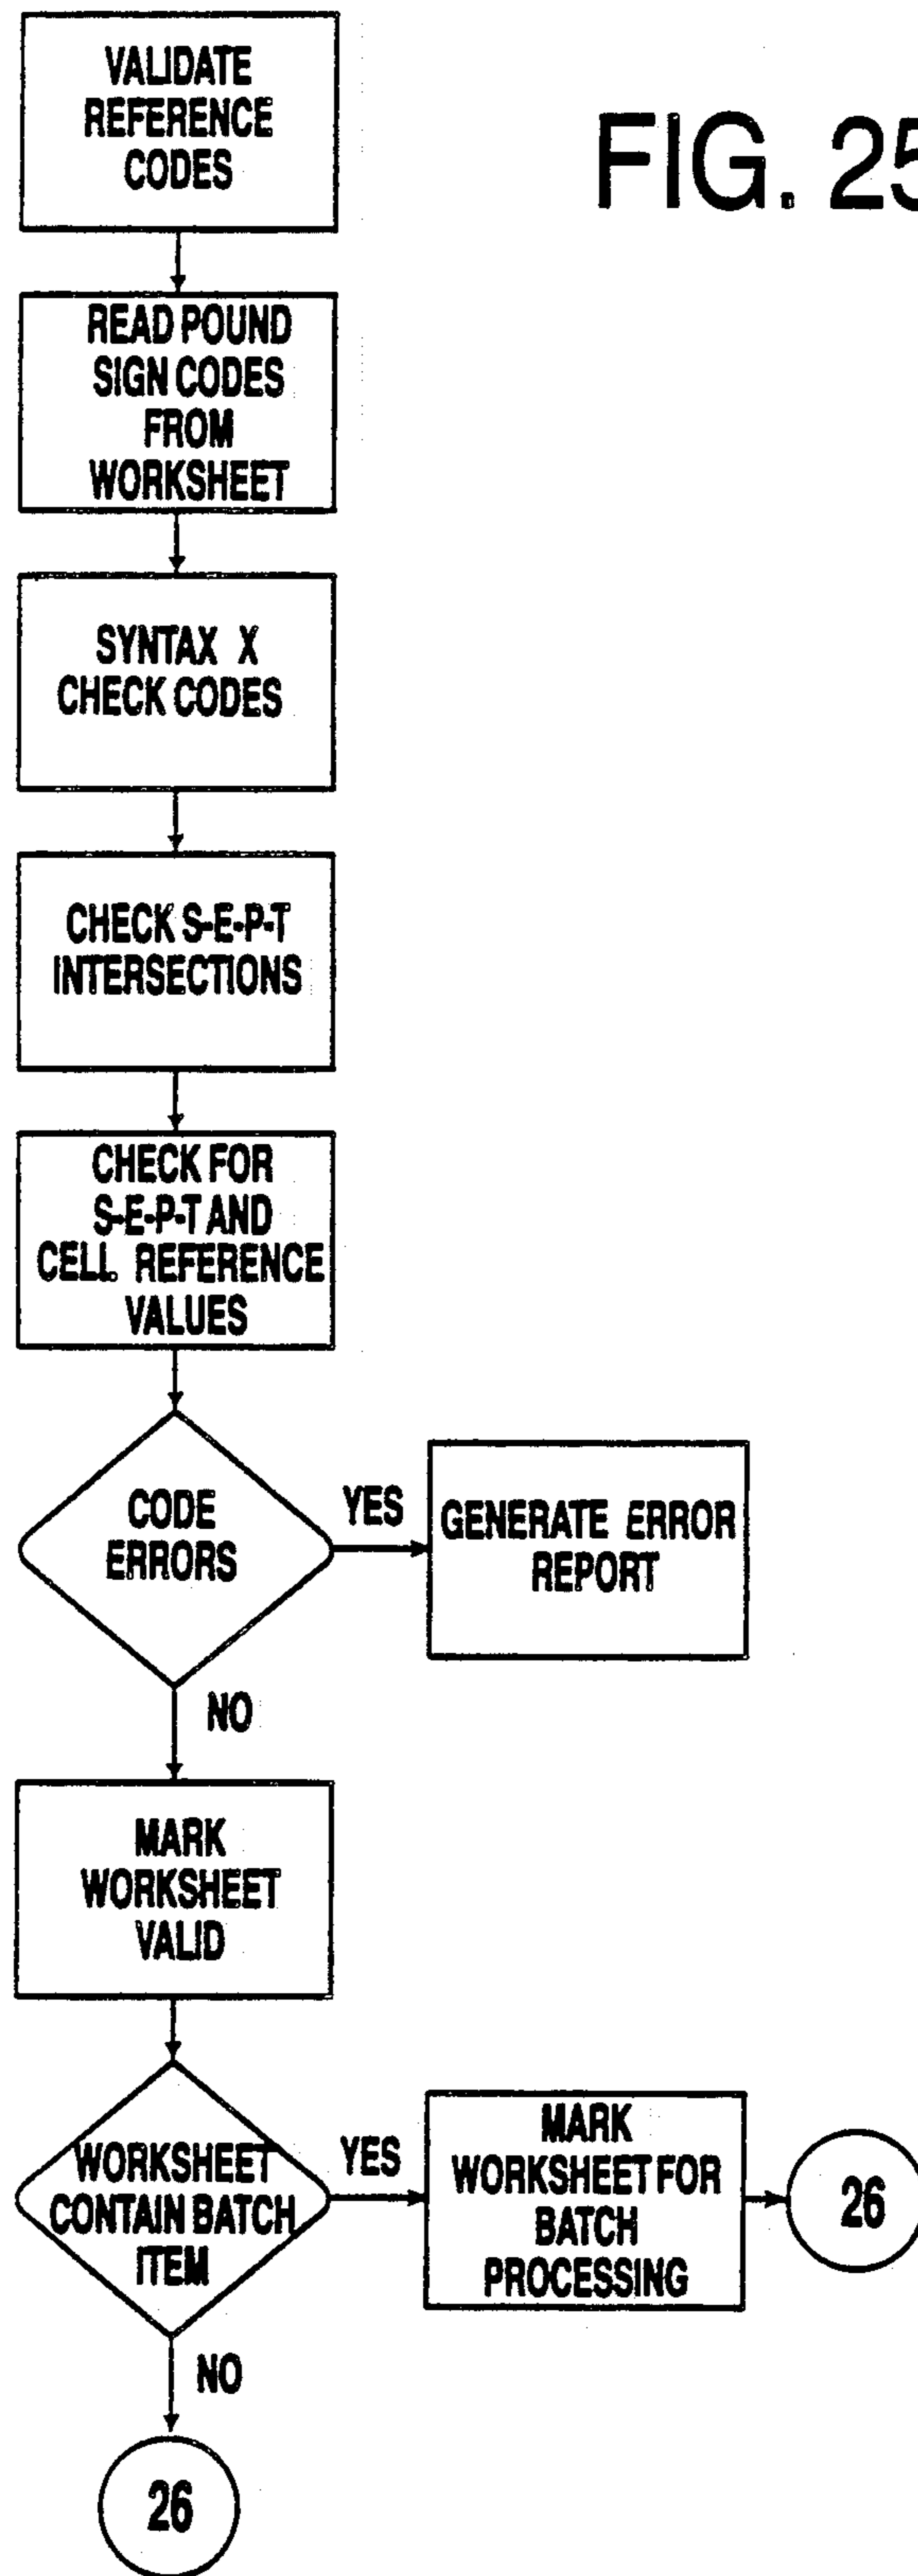 FIG. 25
VALIDATE
REFERENCE
CODES
READ POUND
SIGN CODES
FROM
WORKSHEET
SYNTAX X
CHECK CODES
CHECK S-E-P-T
INTERSECTIONS
CHECK FOR
S-E-P-T AND
CELL REFERENCE
VALUES
CODE
ERRORS
YES
GENERATE ERROR
REPORT
NO
MARK
WORKSHEET
VALID
WORKSHEET
CONTAIN BATCH
ITEM
YES
MARK
WORKSHEET FOR
BATCH
PROCESSING
26
NO
26